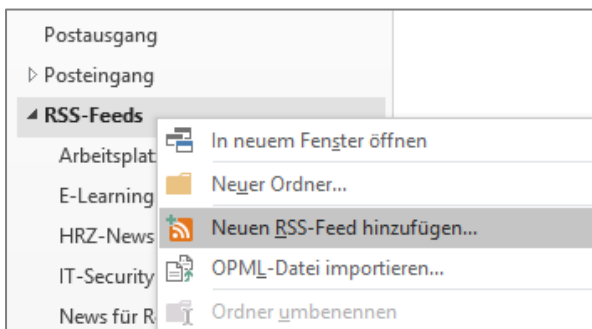 Postausgang
Posteingang
RSS-Feeds
In neuem Fenster öffnen
Arbeitsplat
Neuer Ordner...
E-Learning
Neuen RSS-Feed hinzufügen...
HRZ-News
OPML-Datei importieren...
IT-Security
Ordner umbenennen
News für R